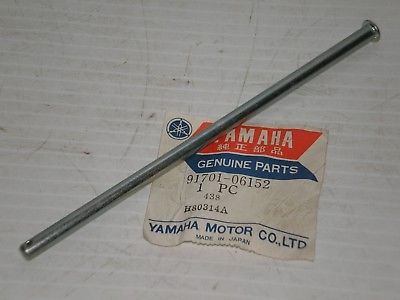 YAMAHA
純正部品
GENUINE PARTS
91701-06152
1 PC
438
H80314A
YAMAHA MOTOR CO.,LTD
MADE IN JAPAN